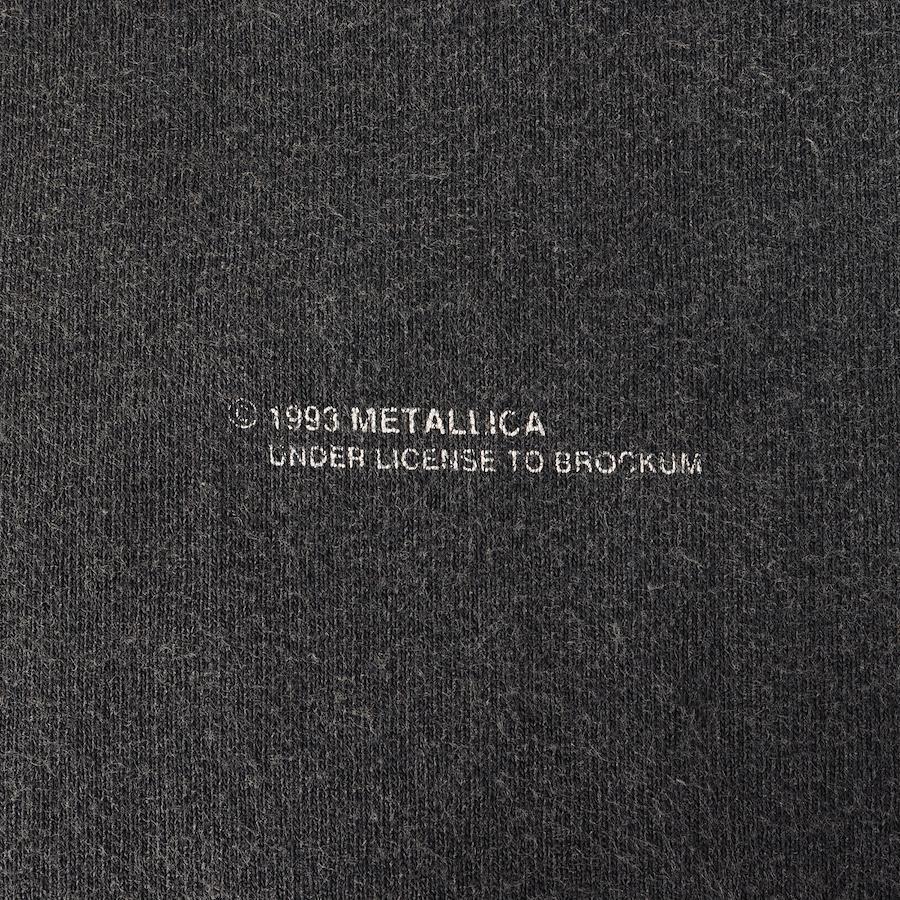 © 1993 METALLICA
UNDER LICENSE TO BROCKUM